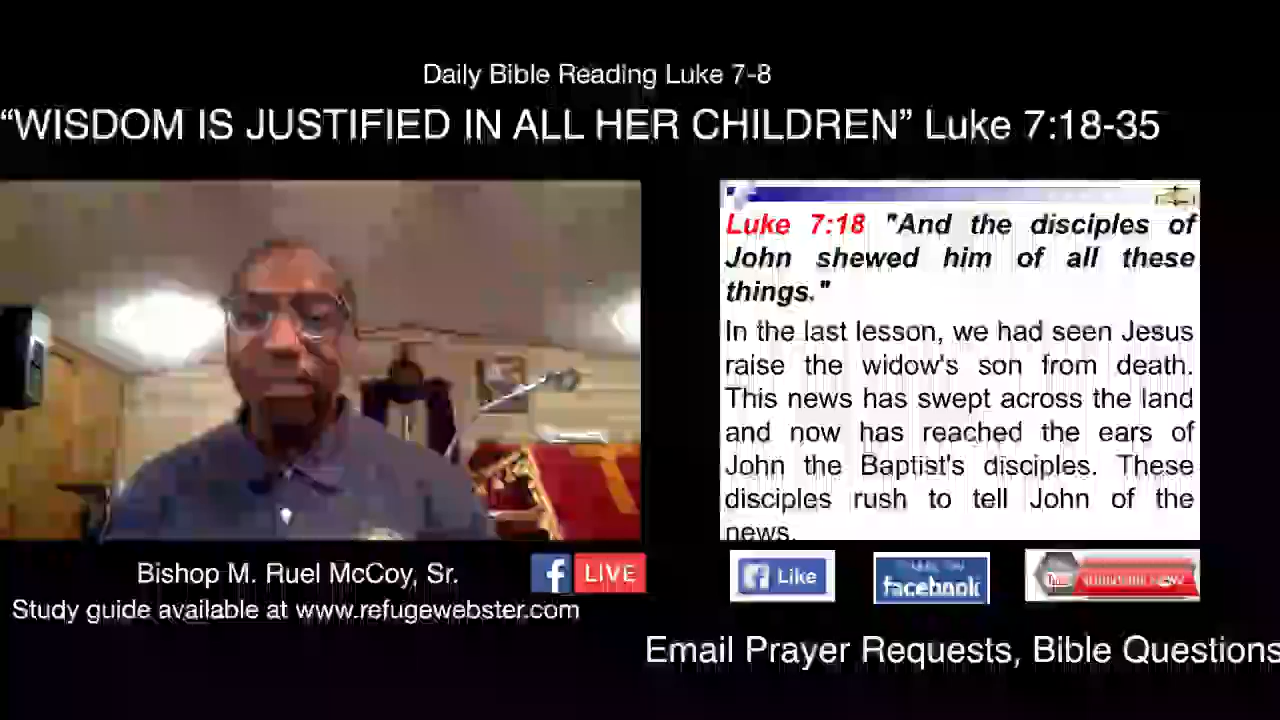 Daily Bible Reading Luke 7-8
“WISDOM IS JUSTIFIED IN ALL HER CHILDREN” Luke 7:18-35
Luke 7:18 "And the disciples of
John shewed him of all these
things."
In the last lesson, we had seen Jesus
raise the widow's son from death.
This news has swept across the land
and now has reached the ears of
John the Baptist's disciples. These
disciples rush to tell John of the
news.
Bishop M. Ruel McCoy, Sr.
f LIVE
Study guide available at www.refugewebster.com
f Like
facebook
Email Prayer Requests, Bible Questions